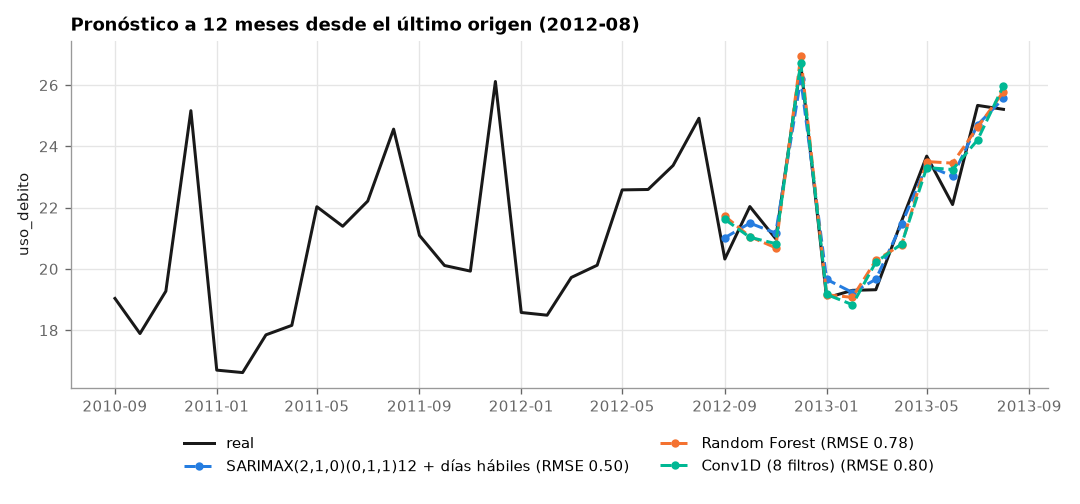 Pronóstico a 12 meses desde el último origen (2012-08)
uso_debito
26
24
22
20
18
2010-09 2011-01 2011-05 2011-09 2012-01 2012-05 2012-09 2013-01 2013-05 2013-09
real
SARIMAX(2,1,0)(0,1,1)12 + días hábiles (RMSE 0.50)
Random Forest (RMSE 0.78)
Conv1D (8 filtros) (RMSE 0.80)